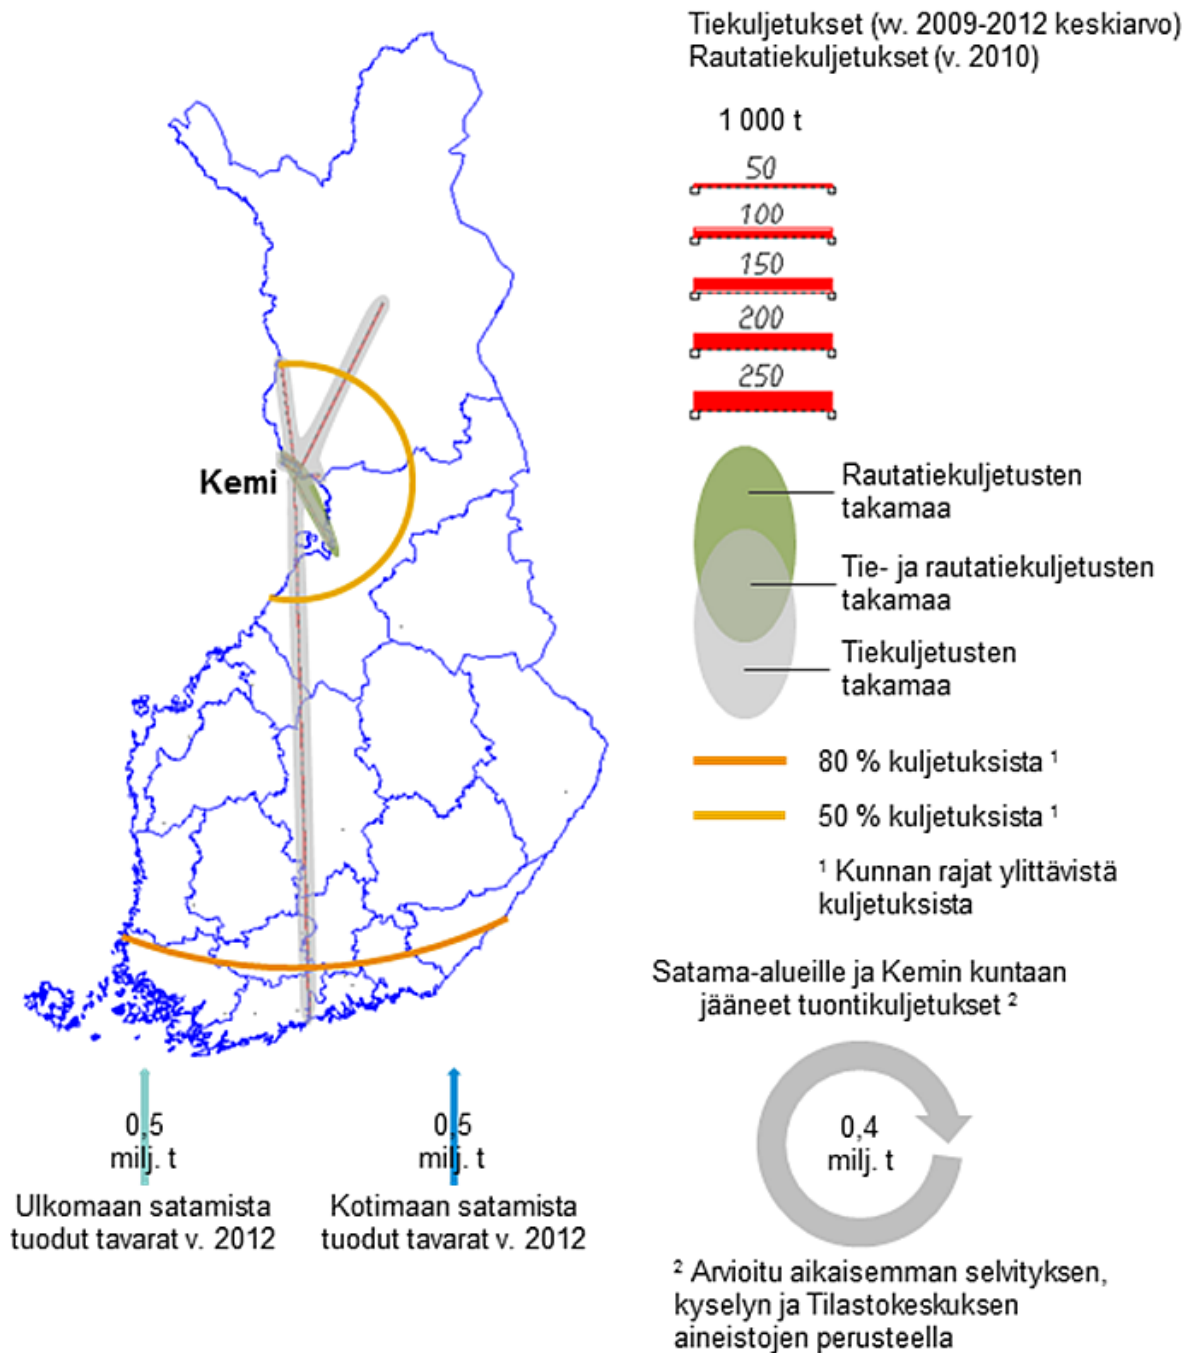 Tiekuljetukset (vv. 2009-2012 keskiarvo)
Rautatiekuljetukset (v. 2010)
1 000 t
50
100
150
200
250
Kemi
Rautatiekuljetusten
takamaa
Tie- ja rautatiekuljetusten
takamaa
Tiekuljetusten
takamaa
80 % kuljetuksista ¹
50 % kuljetuksista ¹
¹ Kunnan rajat ylittävistä
kuljetuksista
Satama-alueille ja Kemin kuntaan
jääneet tuontikuljetukset ²
0,4
milj. t
² Arvioitu aikaisemman selvityksen,
kyselyn ja Tilastokeskuksen
aineistojen perusteella
0,5
milj. t
Ulkomaan satamista
tuodut tavarat v. 2012
0,5
milj. t
Kotimaan satamista
tuodut tavarat v. 2012